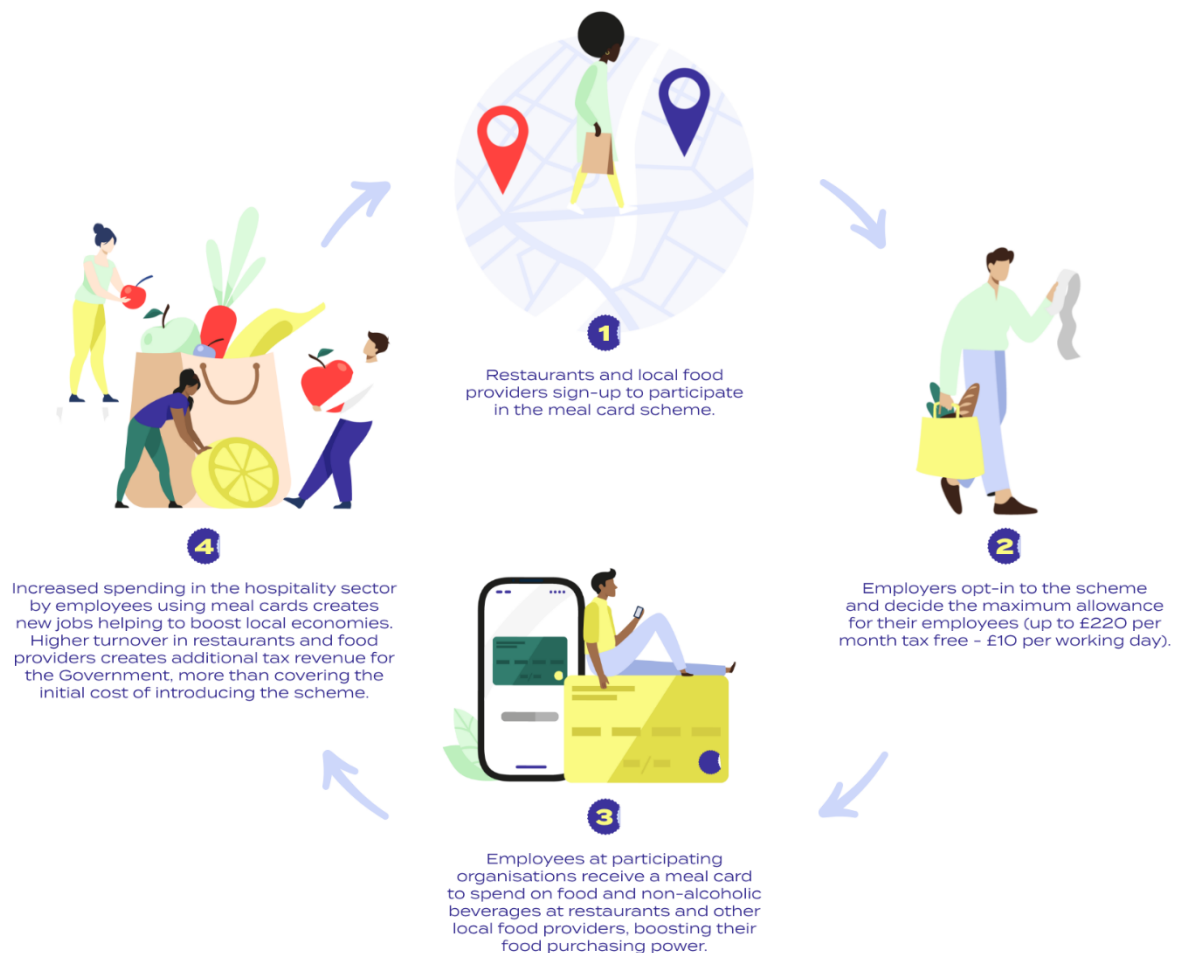 1
Restaurants and local food
providers sign-up to participate
in the meal card scheme.
2
Employers opt-in to the scheme
and decide the maximum allowance
for their employees (up to £220 per
month tax free - £10 per working day).
3
Employees at participating
organisations receive a meal card
to spend on food and non-alcoholic
beverages at restaurants and other
local food providers, boosting their
food purchasing power.
4
Increased spending in the hospitality sector
by employees using meal cards creates
new jobs helping to boost local economies.
Higher turnover in restaurants and food
providers creates additional tax revenue for
the Government, more than covering the
initial cost of introducing the scheme.